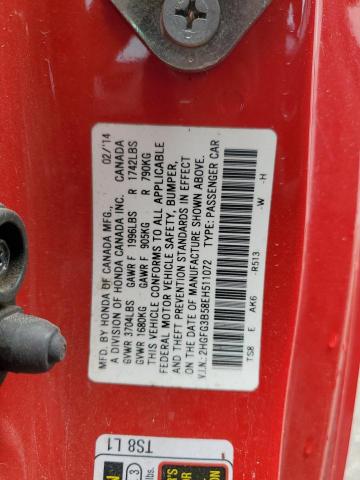 MFD. BY HONDA OF CANADA MFG., 02/'14
A DIVISION OF HONDA CANADA INC. CANADA
GVWR 3704LBS GAWR F 1996LBS R 1742LBS
GVWR 1680KG GAWR F 905KG R 790KG
THIS VEHICLE CONFORMS TO ALL APPLICABLE
FEDERAL MOTOR VEHICLE SAFETY, BUMPER,
AND THEFT PREVENTION STANDARDS IN EFFECT
ON THE DATE OF MANUFACTURE SHOWN ABOVE.
V.I.N.: 2HGFG3B58EH511072 TYPE: PASSENGER CAR
TS8 E AK6 -R513 -W -H
TS8 L1
3
lbs.